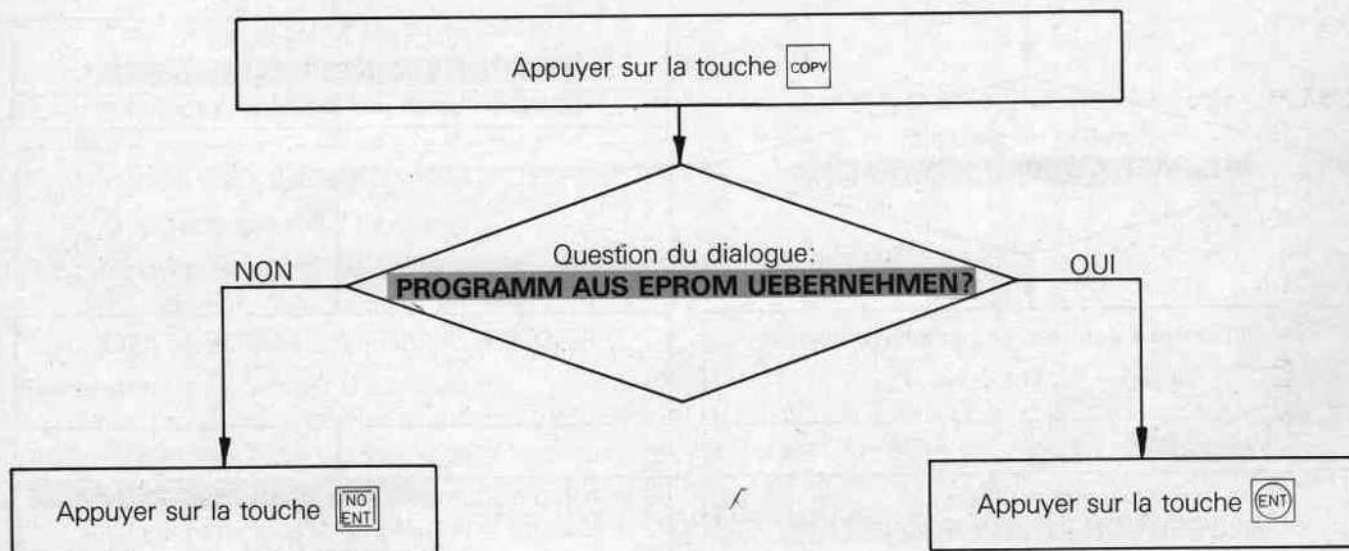 Appuyer sur la touche COPY
Question du dialogue:
NON
OUI
PROGRAMM AUS EPROM UEBERNEHMEN?
Appuyer sur la touche NO ENT
Appuyer sur la touche ENT